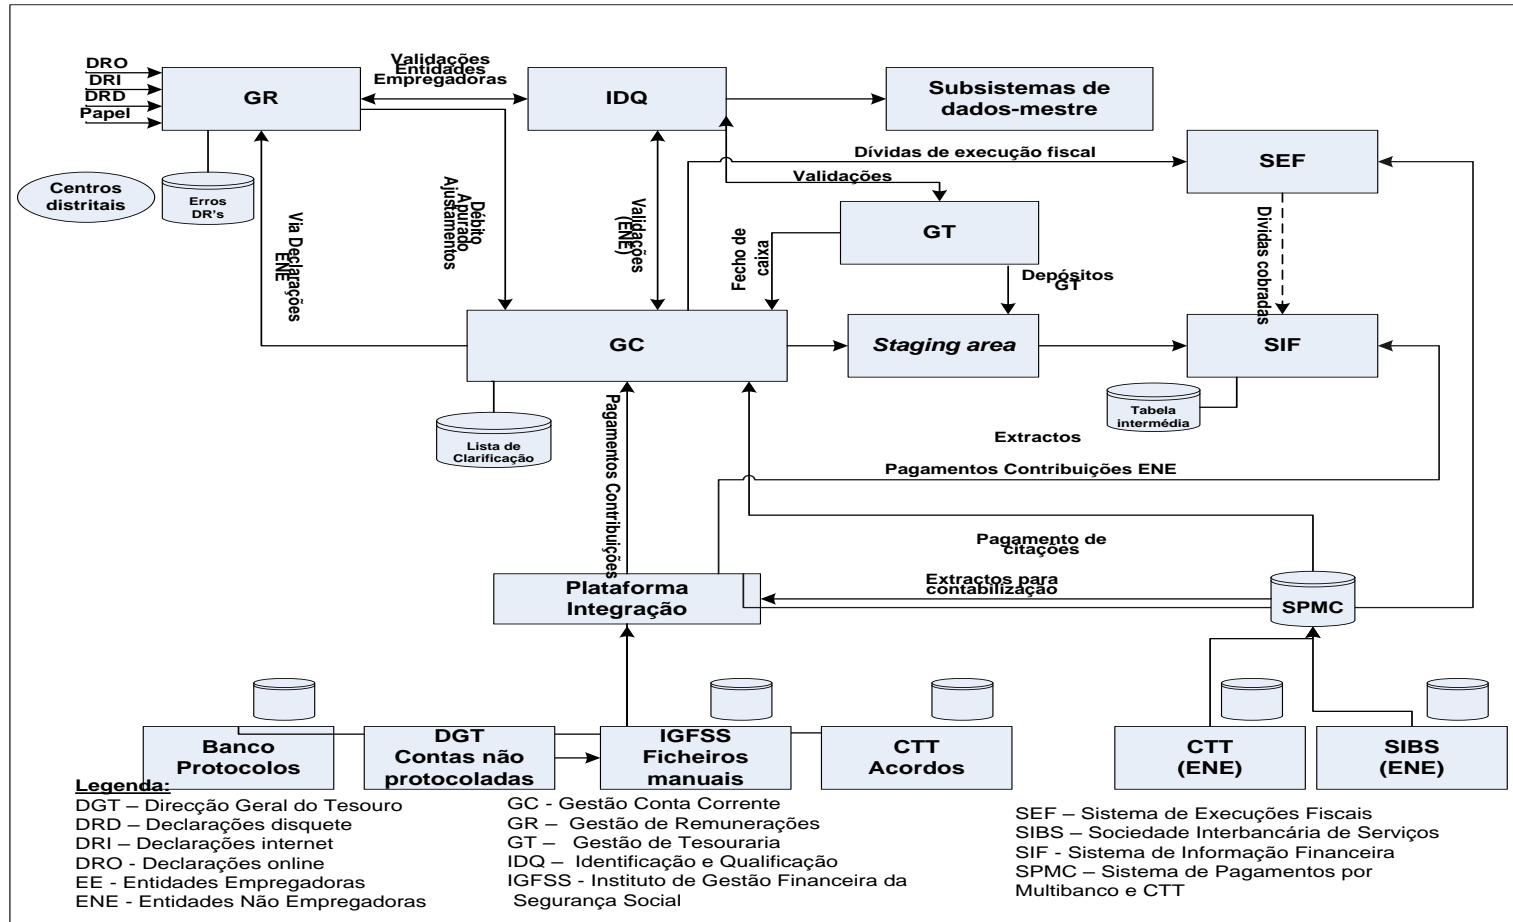 DRO
DRI
DRD
Papel
GR
Validações
Entidades
Empregadoras
IDQ
Subsistemas de
dados-mestre
Dívidas de execução fiscal
SEF
Validações
Centros
distritais
Erros
DR's
Via Declarações
ENE
Débito
Apurado
Ajustamentos
Validações
(ENE)
GT
Fecho de
caixa
Depósitos
GT
Dividas cobradas
GC
Staging area
SIF
Lista de
Clarificação
Tabela
intermédia
Pagamentos Contribuições
Extractos
Pagamentos Contribuições ENE
Pagamento de
citações
Plataforma
Integração
Extractos para
contabilização
SPMC
Banco
Protocolos
DGT
Contas não
protocoladas
IGFSS
Ficheiros
manuais
CTT
Acordos
CTT
(ENE)
SIBS
(ENE)
Legenda:
DGT – Direcção Geral do Tesouro
DRD – Declarações disquete
DRI – Declarações internet
DRO - Declarações online
EE - Entidades Empregadoras
ENE - Entidades Não Empregadoras
GC - Gestão Conta Corrente
GR – Gestão de Remunerações
GT – Gestão de Tesouraria
IDQ – Identificação e Qualificação
IGFSS - Instituto de Gestão Financeira da
Segurança Social
SEF – Sistema de Execuções Fiscais
SIBS – Sociedade Interbancária de Serviços
SIF - Sistema de Informação Financeira
SPMC – Sistema de Pagamentos por
Multibanco e CTT